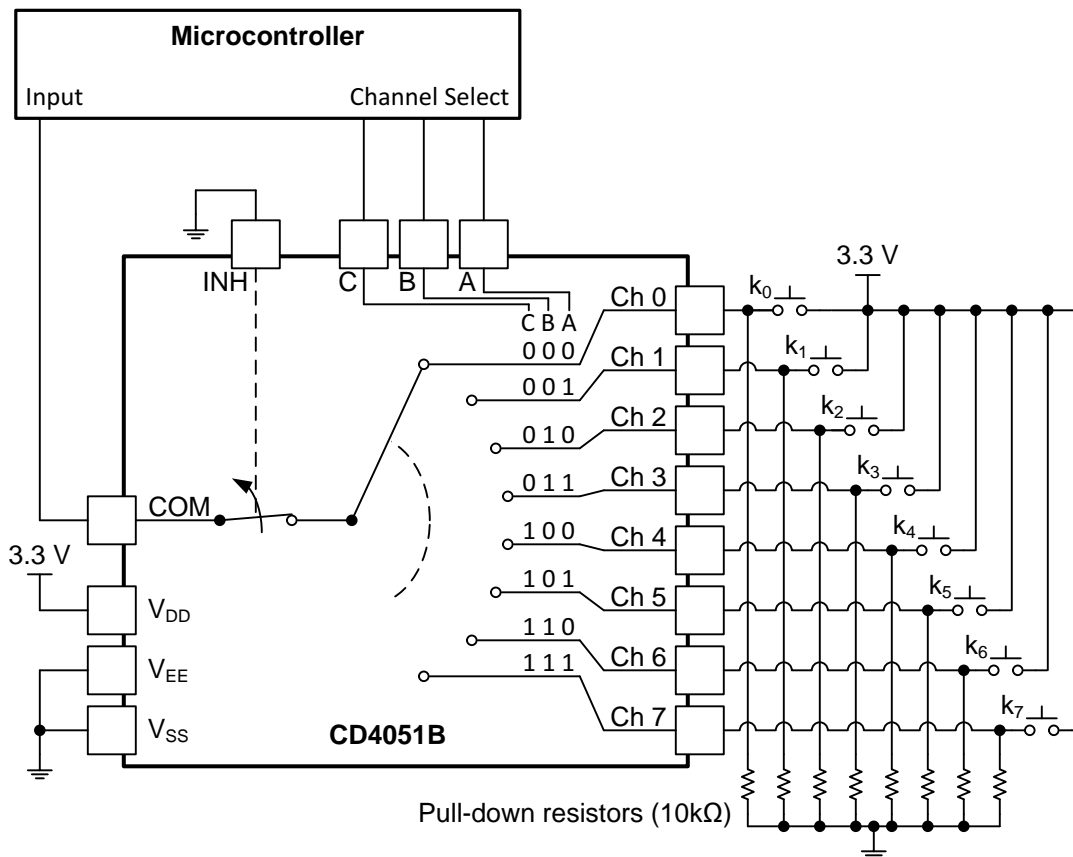 Microcontroller
Input
Channel Select
INH
C
B
A
3.3 V
C B A
Ch 0
k0
0 0 0
Ch 1
k1
0 0 1
Ch 2
k2
0 1 0
Ch 3
k3
0 1 1
Ch 4
k4
1 0 0
COM
3.3 V
Ch 5
k5
1 0 1
VDD
Ch 6
k6
1 1 0
VEE
1 1 1
Ch 7
k7
VSS
CD4051B
Pull-down resistors (10kΩ)